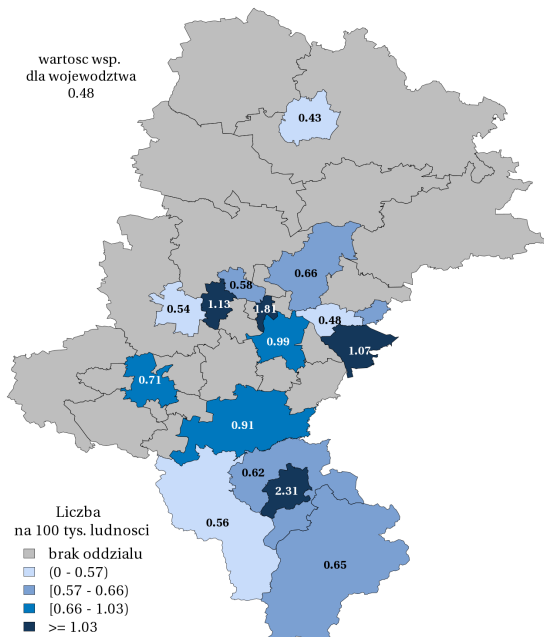 wartosc wsp.
dla wojewodztwa
0.48
0.43
0.66
0.58
1.13
1.81
0.54
0.48
0.99
1.07
0.71
0.91
0.62
2.31
0.56
0.65
Liczba
na 100 tys. ludnosci
brak oddzialu
(0 - 0.57)
[0.57 - 0.66)
[0.66 - 1.03)
>= 1.03